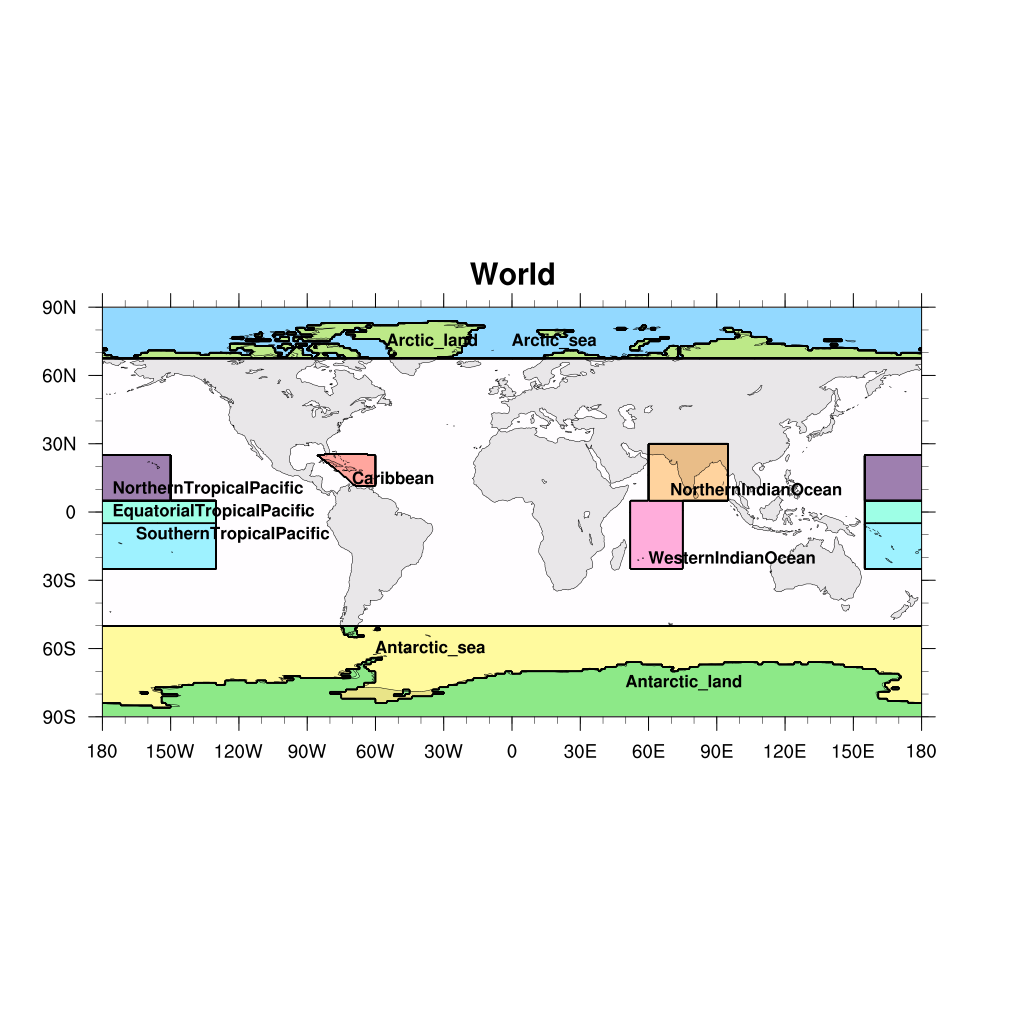 World
90N
Arctic_land Arctic_sea
60N
30N
Caribbean
NorthernTropicalPacific NorthernIndianOcean
EquatorialTropicalPacific
0
SouthernTropicalPacific
WesternIndianOcean
30S
Antarctic_sea
60S
Antarctic_land
90S
180 150W 120W 90W 60W 30W 0 30E 60E 90E 120E 150E 180